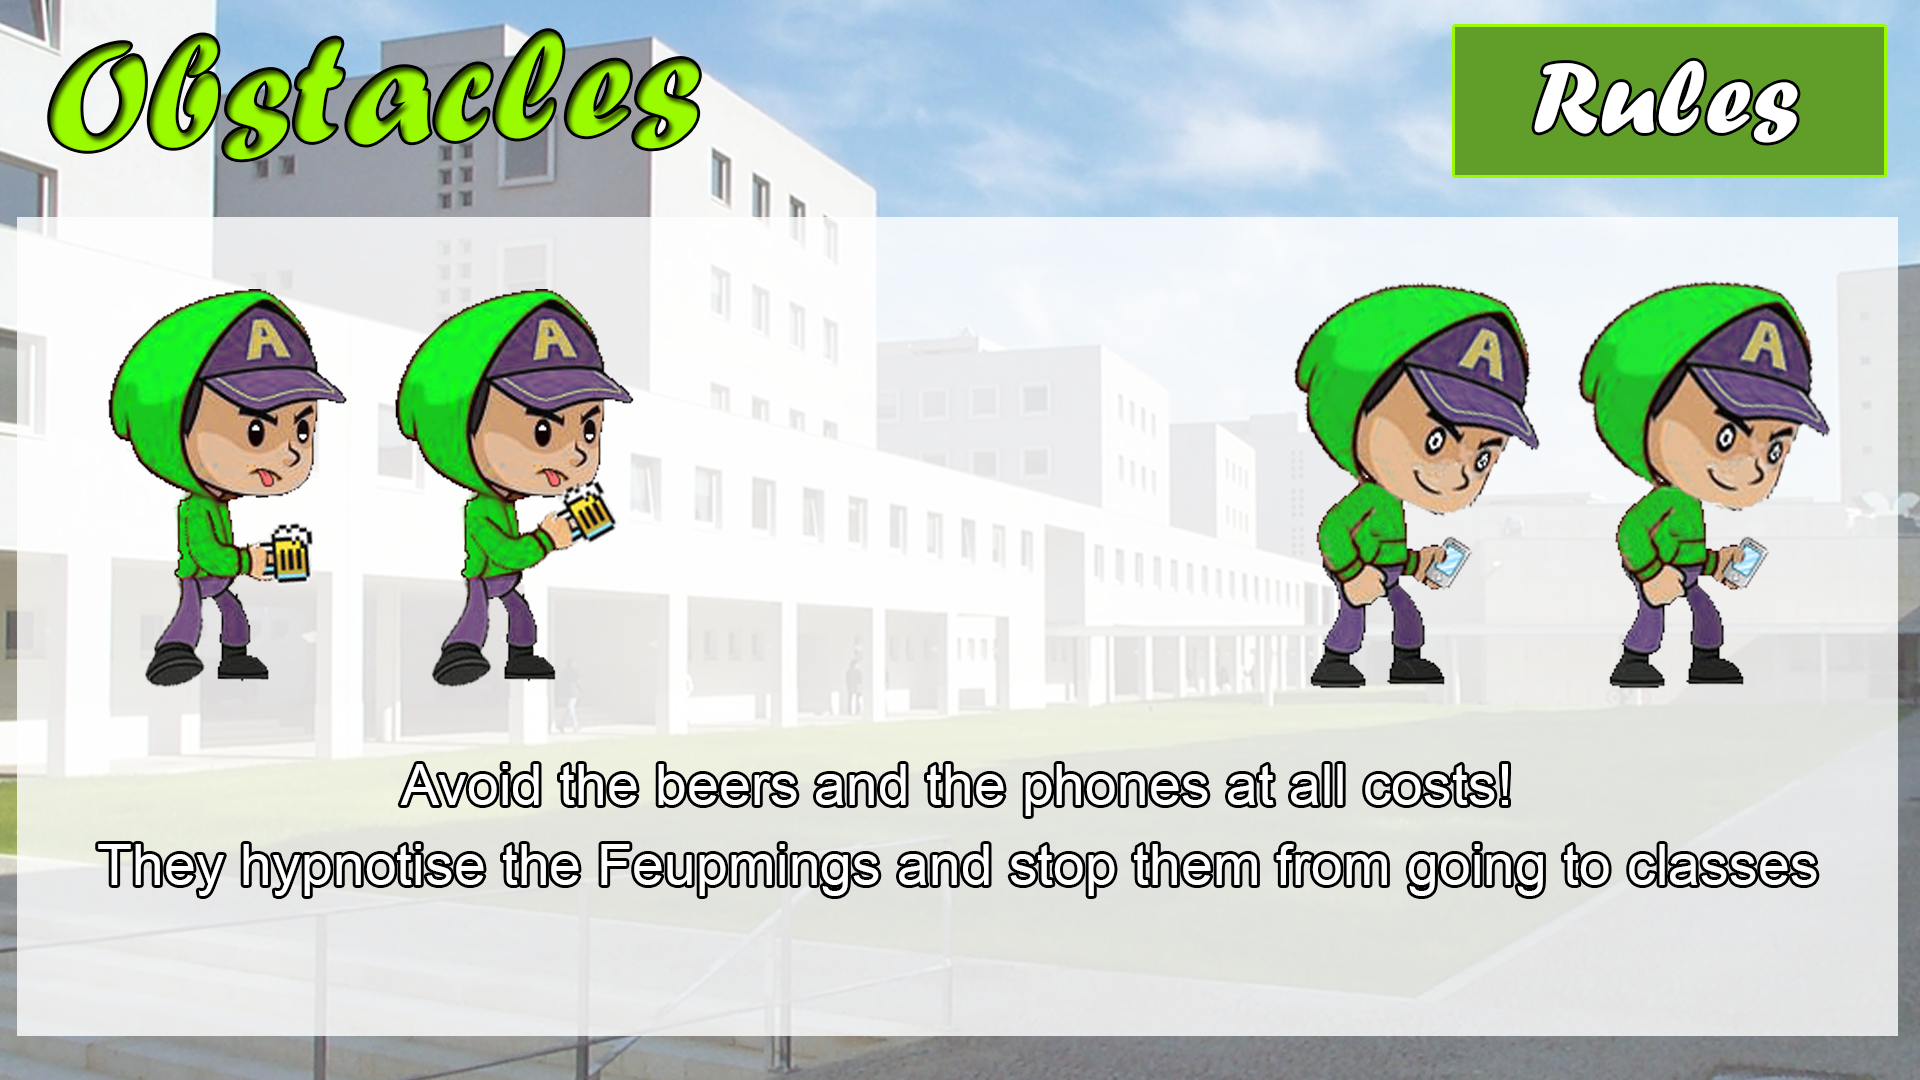 Obstacles
Rules
A A A A
Avoid the beers and the phones at all costs!
They hypnotise the Feupmings and stop them from going to classes